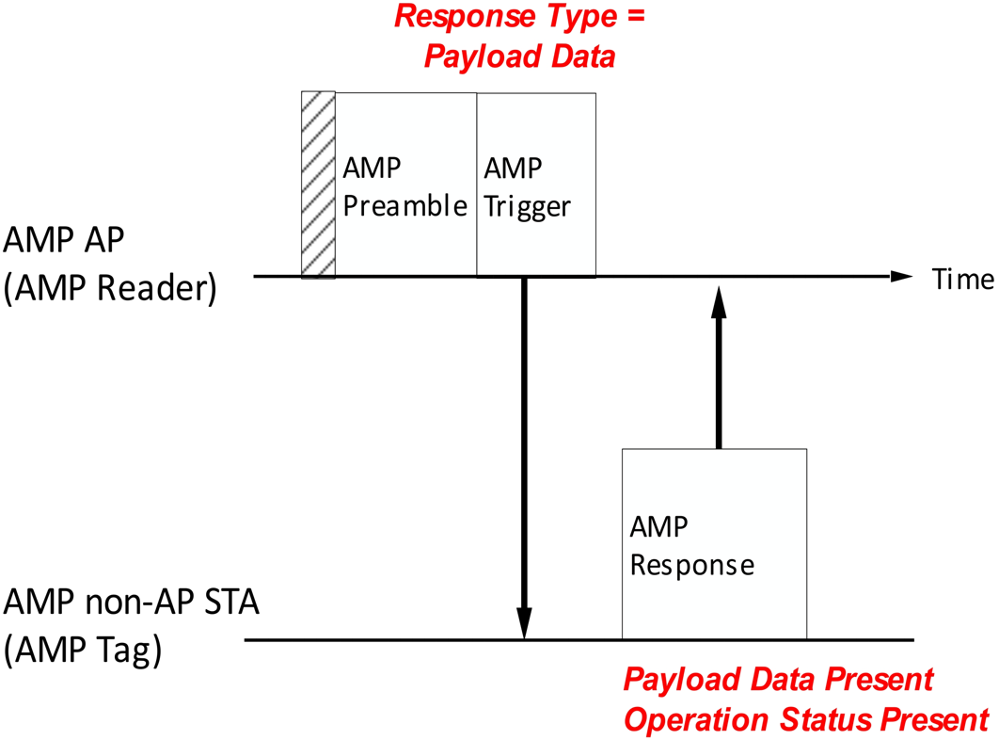 Response Type =
Payload Data
AMP
Preamble
AMP
Trigger
AMP AP
(AMP Reader)
Time
AMP
Response
AMP non-AP STA
(AMP Tag)
Payload Data Present
Operation Status Present